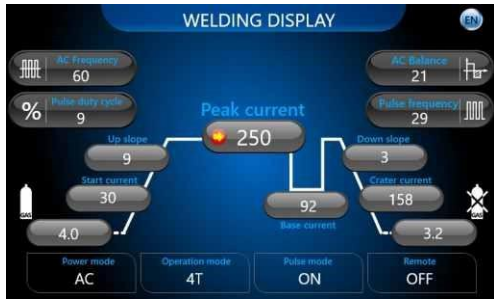 WELDING DISPLAY
EN
AC Frequency
60
AC Balance
21
% Pulse duty cycle
9
Pulse frequency
29
Peak current
250
Up slope
9
Down slope
3
Start current
30
Crater current
158
92
Base current
GAS
4.0
GAS
3.2
Power mode
AC
Operation mode
4T
Pulse mode
ON
Remote
OFF